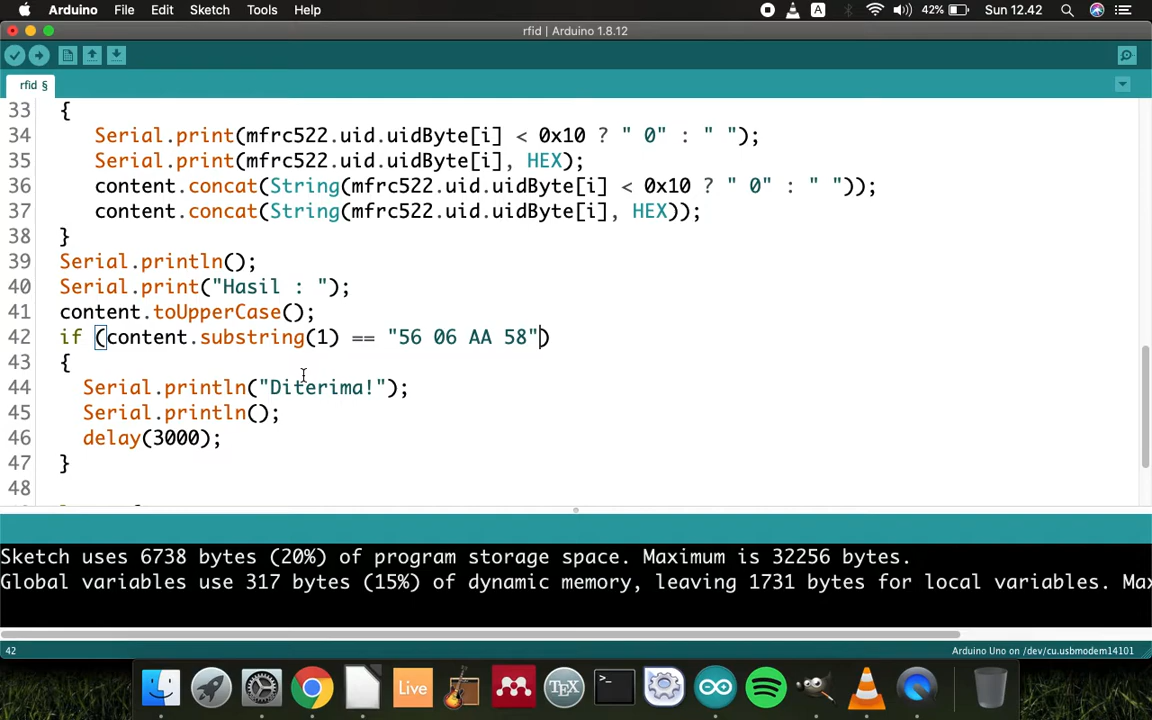 Arduino File Edit Sketch Tools Help A 42% Sun 12.42
rfid | Arduino 1.8.12
rfid §
33 {
34 Serial.print(mfrc522.uid.uidByte[i] < 0x10 ? " 0" : " ");
35 Serial.print(mfrc522.uid.uidByte[i], HEX);
36 content.concat(String(mfrc522.uid.uidByte[i] < 0x10 ? " 0" : " "));
37 content.concat(String(mfrc522.uid.uidByte[i], HEX));
38 }
39 Serial.println();
40 Serial.print("Hasil : ");
41 content.toUpperCase();
42 if (content.substring(1) == "56 06 AA 58")
43 {
44 Serial.println("Diterima!");
45 Serial.println();
46 delay(3000);
47 }
48
Sketch uses 6738 bytes (20%) of program storage space. Maximum is 32256 bytes.
Global variables use 317 bytes (15%) of dynamic memory, leaving 1731 bytes for local variables. Ma
42 Arduino Uno on /dev/cu.usbmodem14101
Live TEX >_